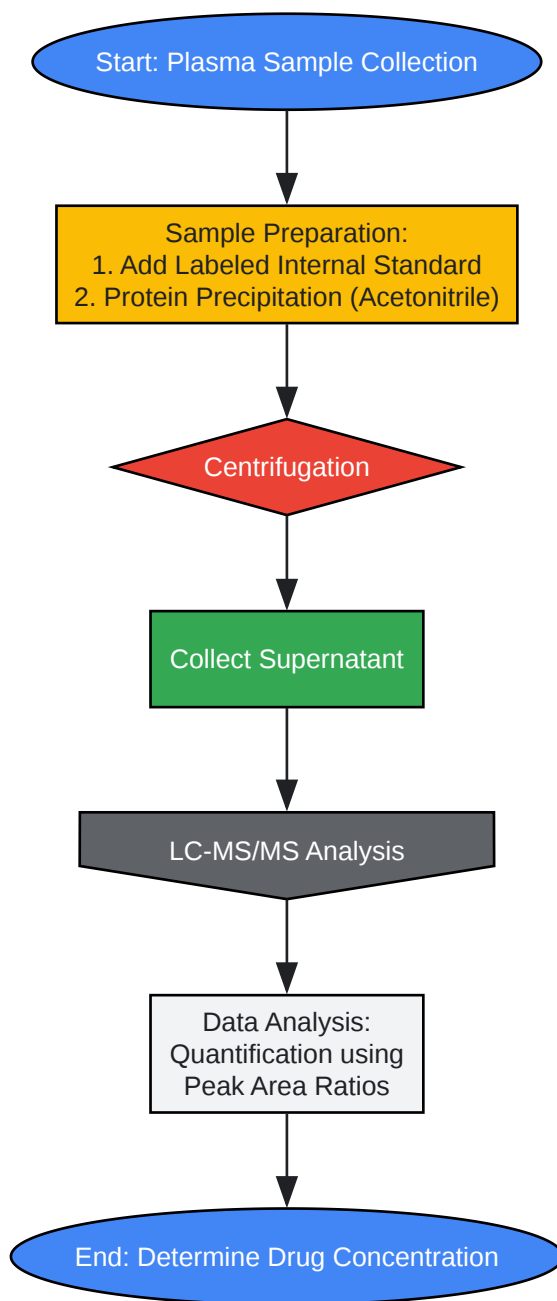 Start: Plasma Sample Collection
Sample Preparation:
1. Add Labeled Internal Standard
2. Protein Precipitation (Acetonitrile)
Centrifugation
Collect Supernatant
LC-MS/MS Analysis
Data Analysis:
Quantification using
Peak Area Ratios
End: Determine Drug Concentration